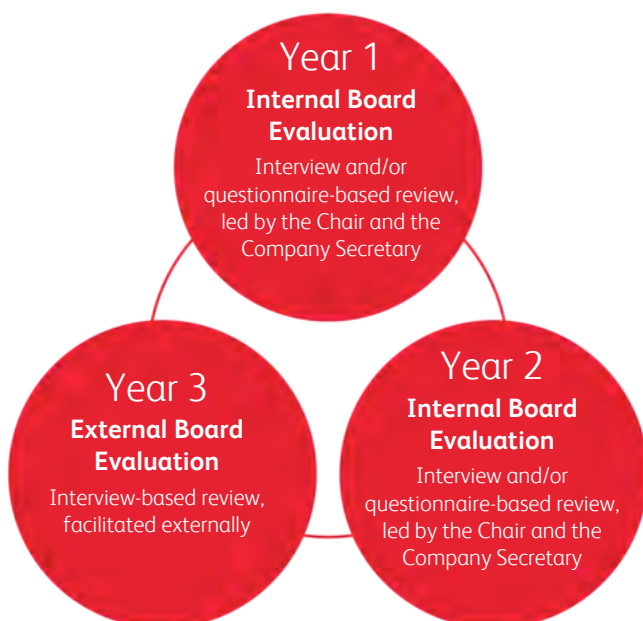 Year 1
Internal Board
Evaluation
Interview and/or
questionnaire-based review,
led by the Chair and the
Company Secretary
Year 2
Internal Board
Evaluation
Interview and/or
questionnaire-based review,
led by the Chair and the
Company Secretary
Year 3
External Board
Evaluation
Interview-based review,
facilitated externally